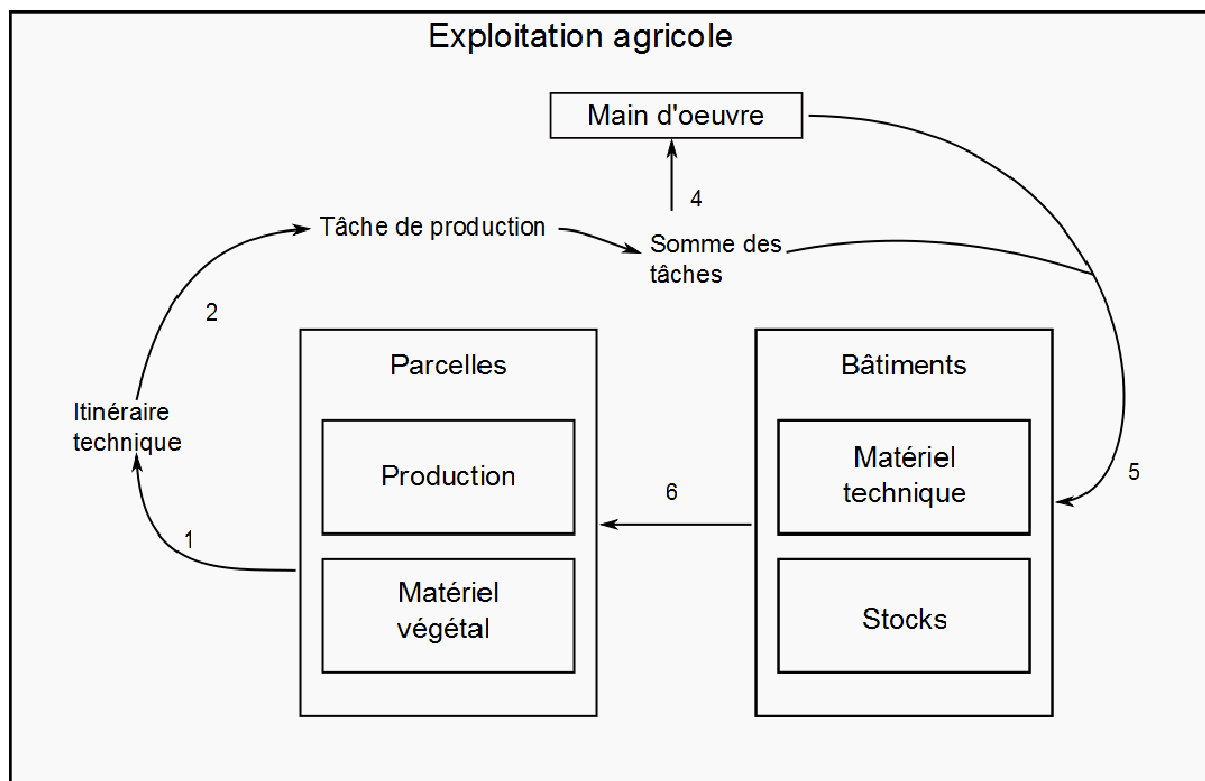 Exploitation agricole
Main d'oeuvre
4
Tâche de production
Somme des
tâches
2
Parcelles
Bâtiments
Itinéraire
technique
Production
Matériel
technique
5
6
1
Matériel
végétal
Stocks